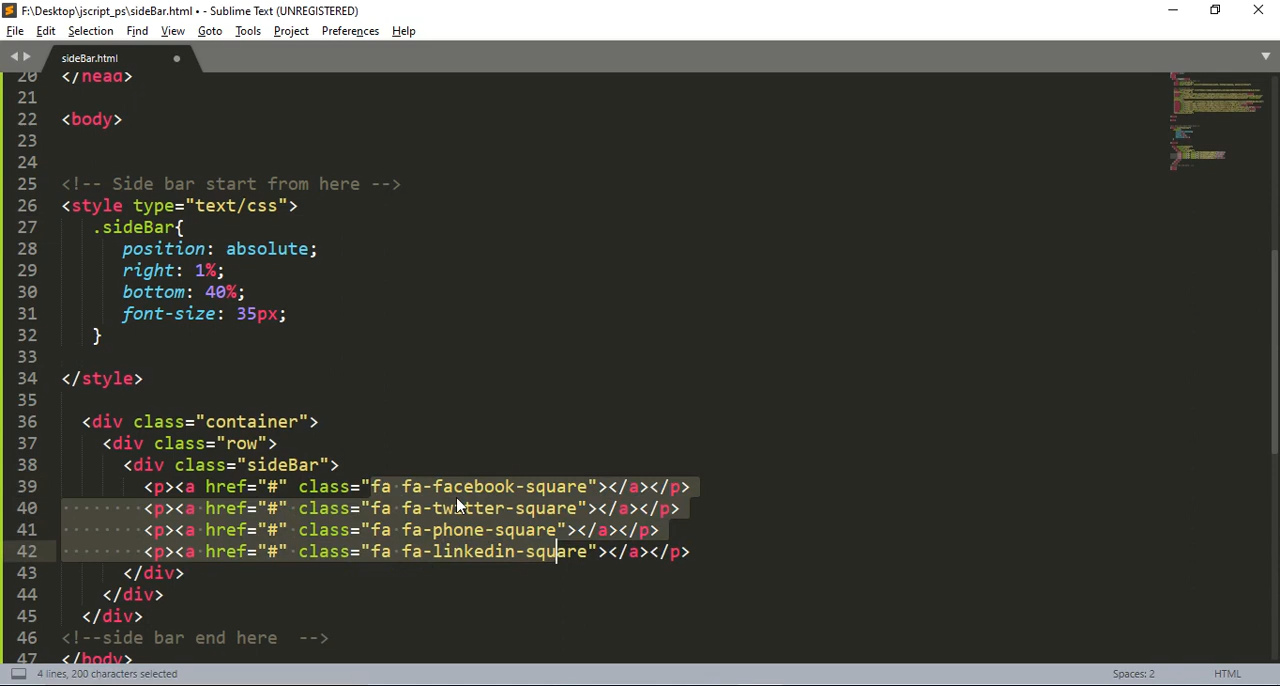 F:\Desktop\jscript_ps\sideBar.html • - Sublime Text (UNREGISTERED)
File Edit Selection Find View Goto Tools Project Preferences Help
sideBar.html
20 </head>
21
22 <body>
23
24
25 <!-- Side bar start from here -->
26 <style type="text/css">
27 .sideBar{
28 position: absolute;
29 right: 1%;
30 bottom: 40%;
31 font-size: 35px;
32 }
33
34 </style>
35
36 <div class="container">
37 <div class="row">
38 <div class="sideBar">
39 <p><a href="#" class="fa fa-facebook-square"></a></p>
40 <p><a href="#" class="fa fa-twitter-square"></a></p>
41 <p><a href="#" class="fa fa-phone-square"></a></p>
42 <p><a href="#" class="fa fa-linkedin-square"></a></p>
43 </div>
44 </div>
45 </div>
46 <!--side bar end here  -->
47 </body>
4 lines, 200 characters selected Spaces: 2 HTML